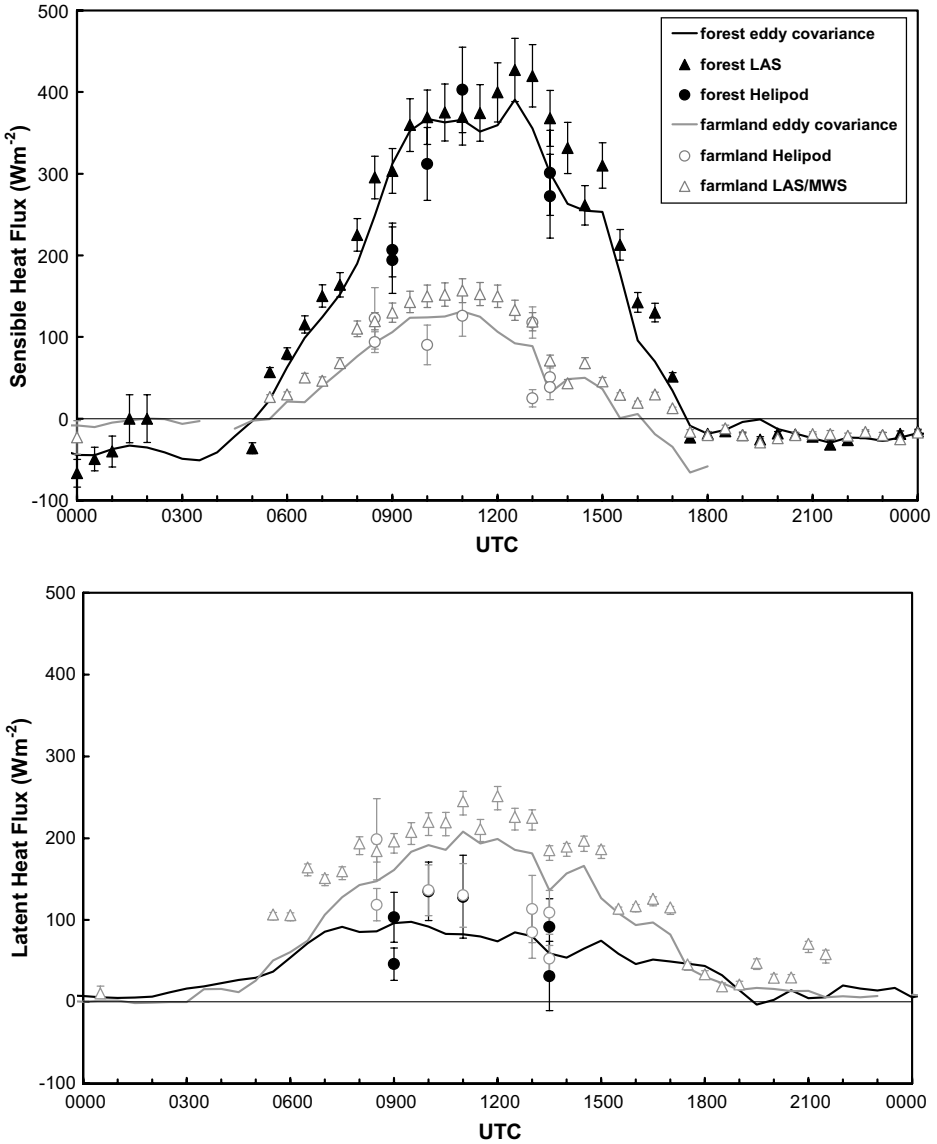 500
400
300
200
100
0
-100
Sensible Heat Flux (Wm-2)
forest eddy covariance
forest LAS
forest Helipod
farmland eddy covariance
farmland Helipod
farmland LAS/MWS
0000 0300 0600 0900 1200 1500 1800 2100 0000
UTC
500
400
300
200
100
0
-100
Latent Heat Flux (Wm-2)
0000 0300 0600 0900 1200 1500 1800 2100 0000
UTC